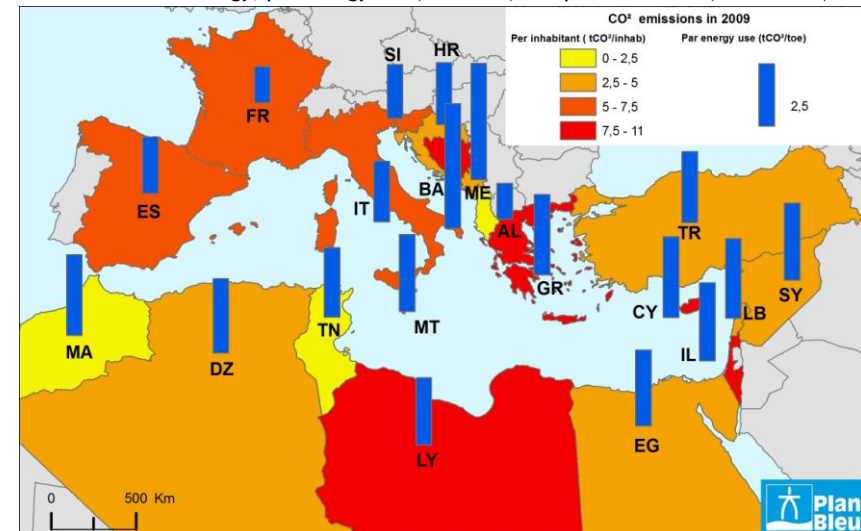 CO² emissions in 2009
Per inhabitant ( tCO²/inhab)
Par energy use (tCO²/toe)
0 - 2,5
2,5 - 5
5 - 7,5
7,5 - 11
2,5
SI
HR
FR
ES
IT
BA
ME
AL
GR
TR
MA
DZ
TN
MT
CY
IL
LB
SY
LY
EG
0 500 Km
Plan
Bleu